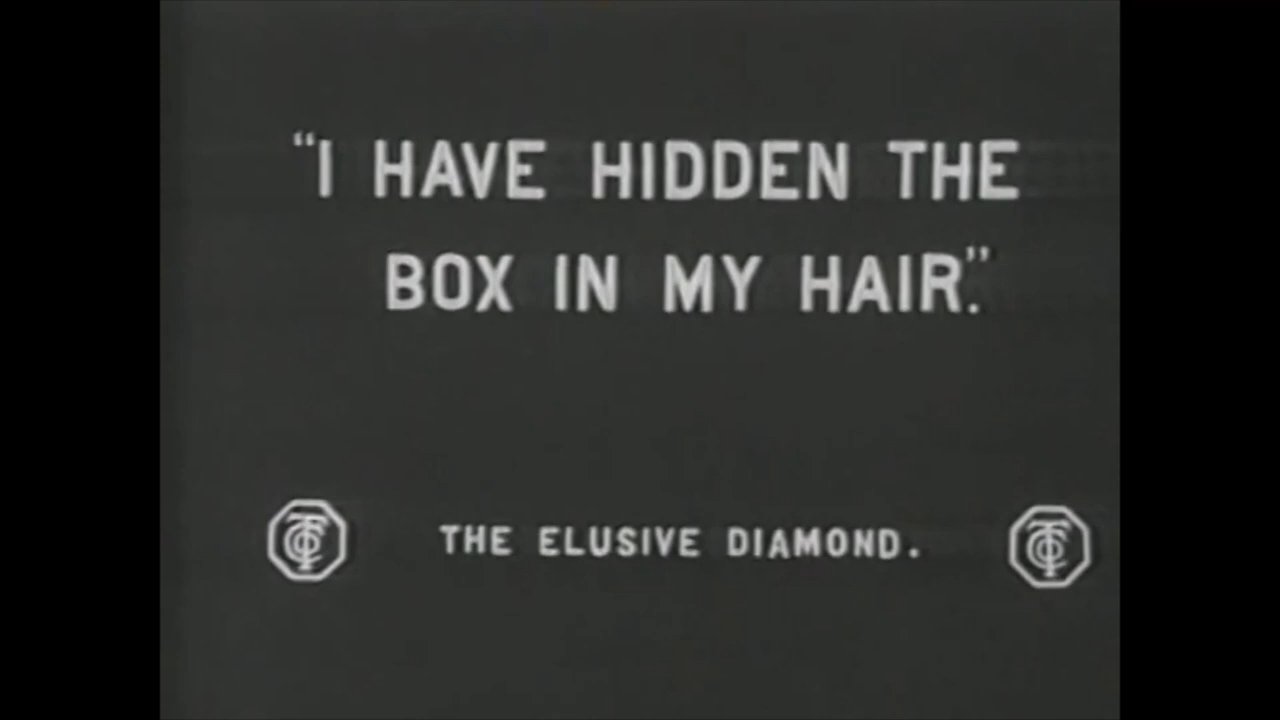 “I HAVE HIDDEN THE
BOX IN MY HAIR.”
THE ELUSIVE DIAMOND.